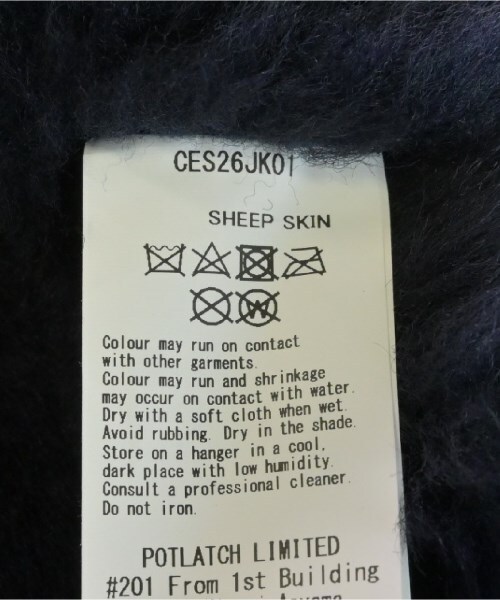 CES26JK01
SHEEP SKIN
W
Colour may run on contact
with other garments.
Colour may run and shrinkage
may occur on contact with water.
Dry with a soft cloth when wet.
Avoid rubbing. Dry in the shade.
Store on a hanger in a cool,
dark place with low humidity.
Consult a professional cleaner.
Do not iron.
POTLATCH LIMITED
#201 From 1st Building